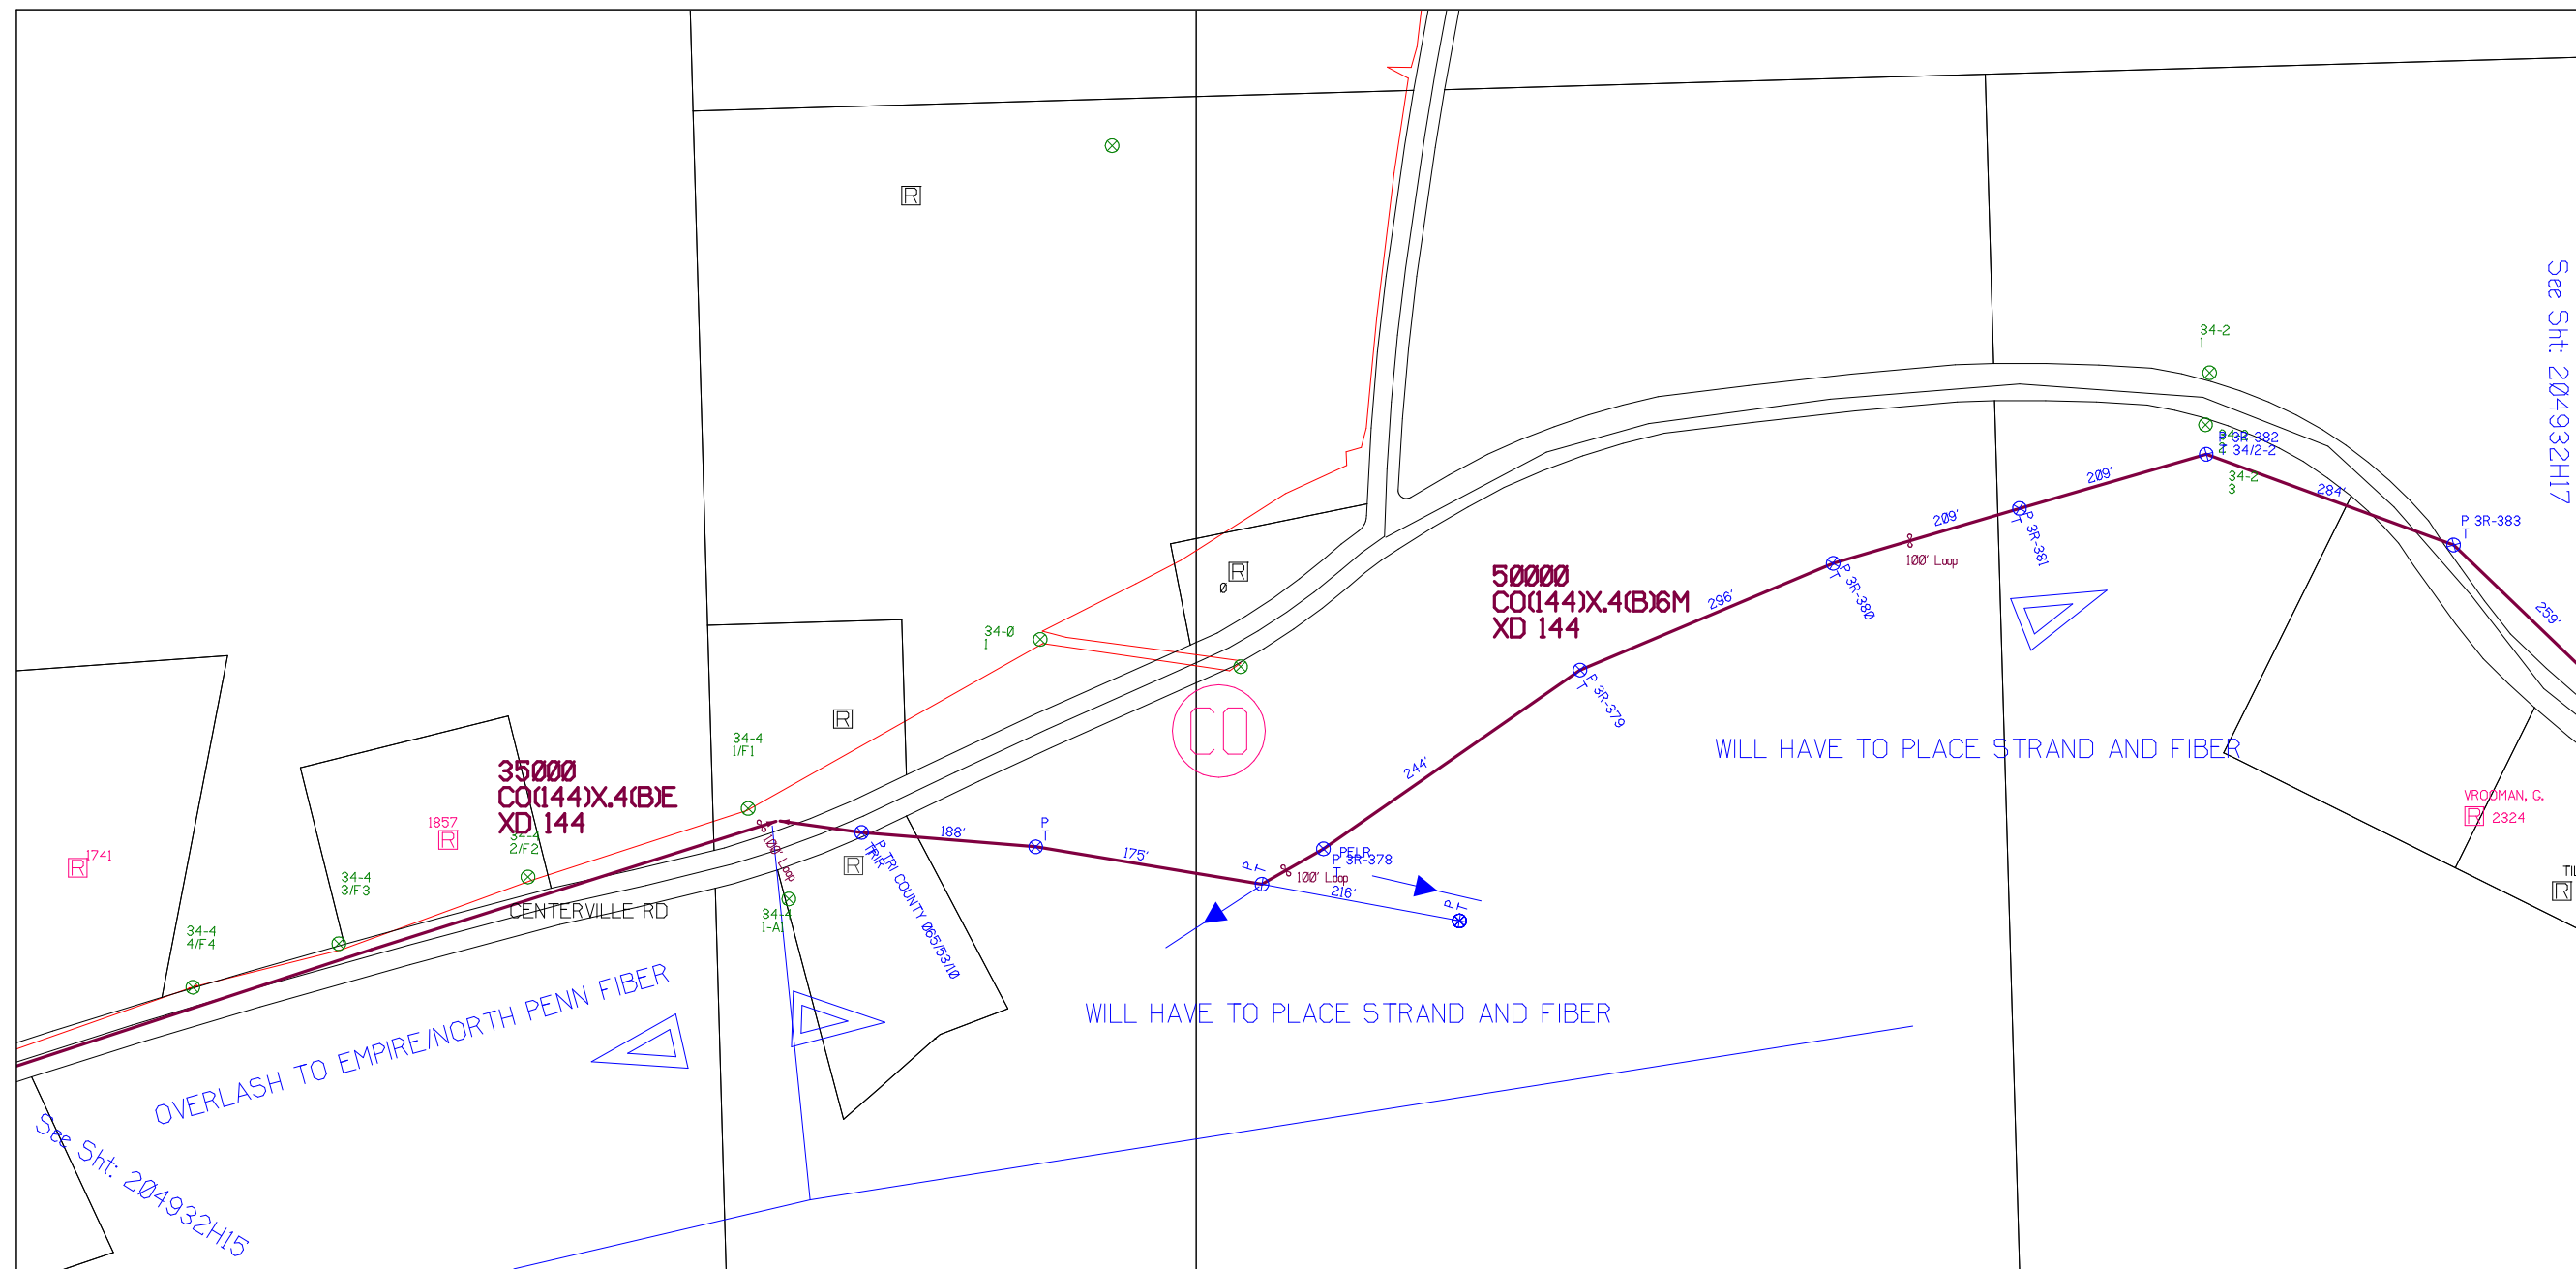 See Sht: 204932H17
34-2
1
P 3R-382
T 34/2-2
34-2
3
209'
284'
P 3R-383
T
209'
P 3R-381
T
100' Loop
259'
50000
CO(144)X.4(B)6M
XD 144
296'
P 3R-380
T
34-0
1
0
R
R
P 3R-379
T
CO
WILL HAVE TO PLACE STRAND AND FIBER
34-4
1/F1
R
244'
35000
CO(144)X.4(B)E
XD 144
VROOMAN, G.
R 2324
1857
R
34-4
2/F2
188'
P
T
175'
PELR
P 3R-378
T
100' Loop
216'
P
T
P
T
1741
R
34-4
3/F3
100' Loop
R
P TRI COUNTY 065/53/10
TRIR
TIL
R
CENTERVILLE RD
34-4
1-A1
34-4
4/F4
OVERLASH TO EMPIRE/NORTH PENN FIBER
WILL HAVE TO PLACE STRAND AND FIBER
See Sht: 204932H15